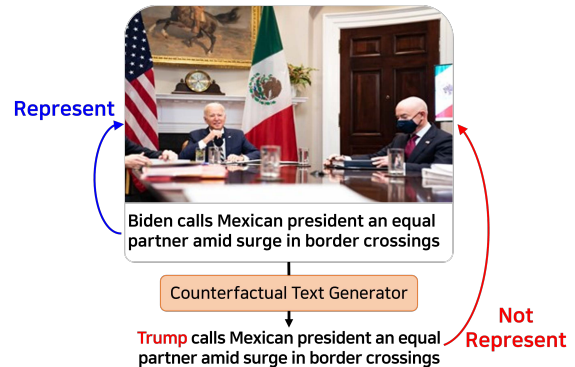 Represent
Biden calls Mexican president an equal
partner amid surge in border crossings
Counterfactual Text Generator
Trump calls Mexican president an equal
partner amid surge in border crossings
Not
Represent